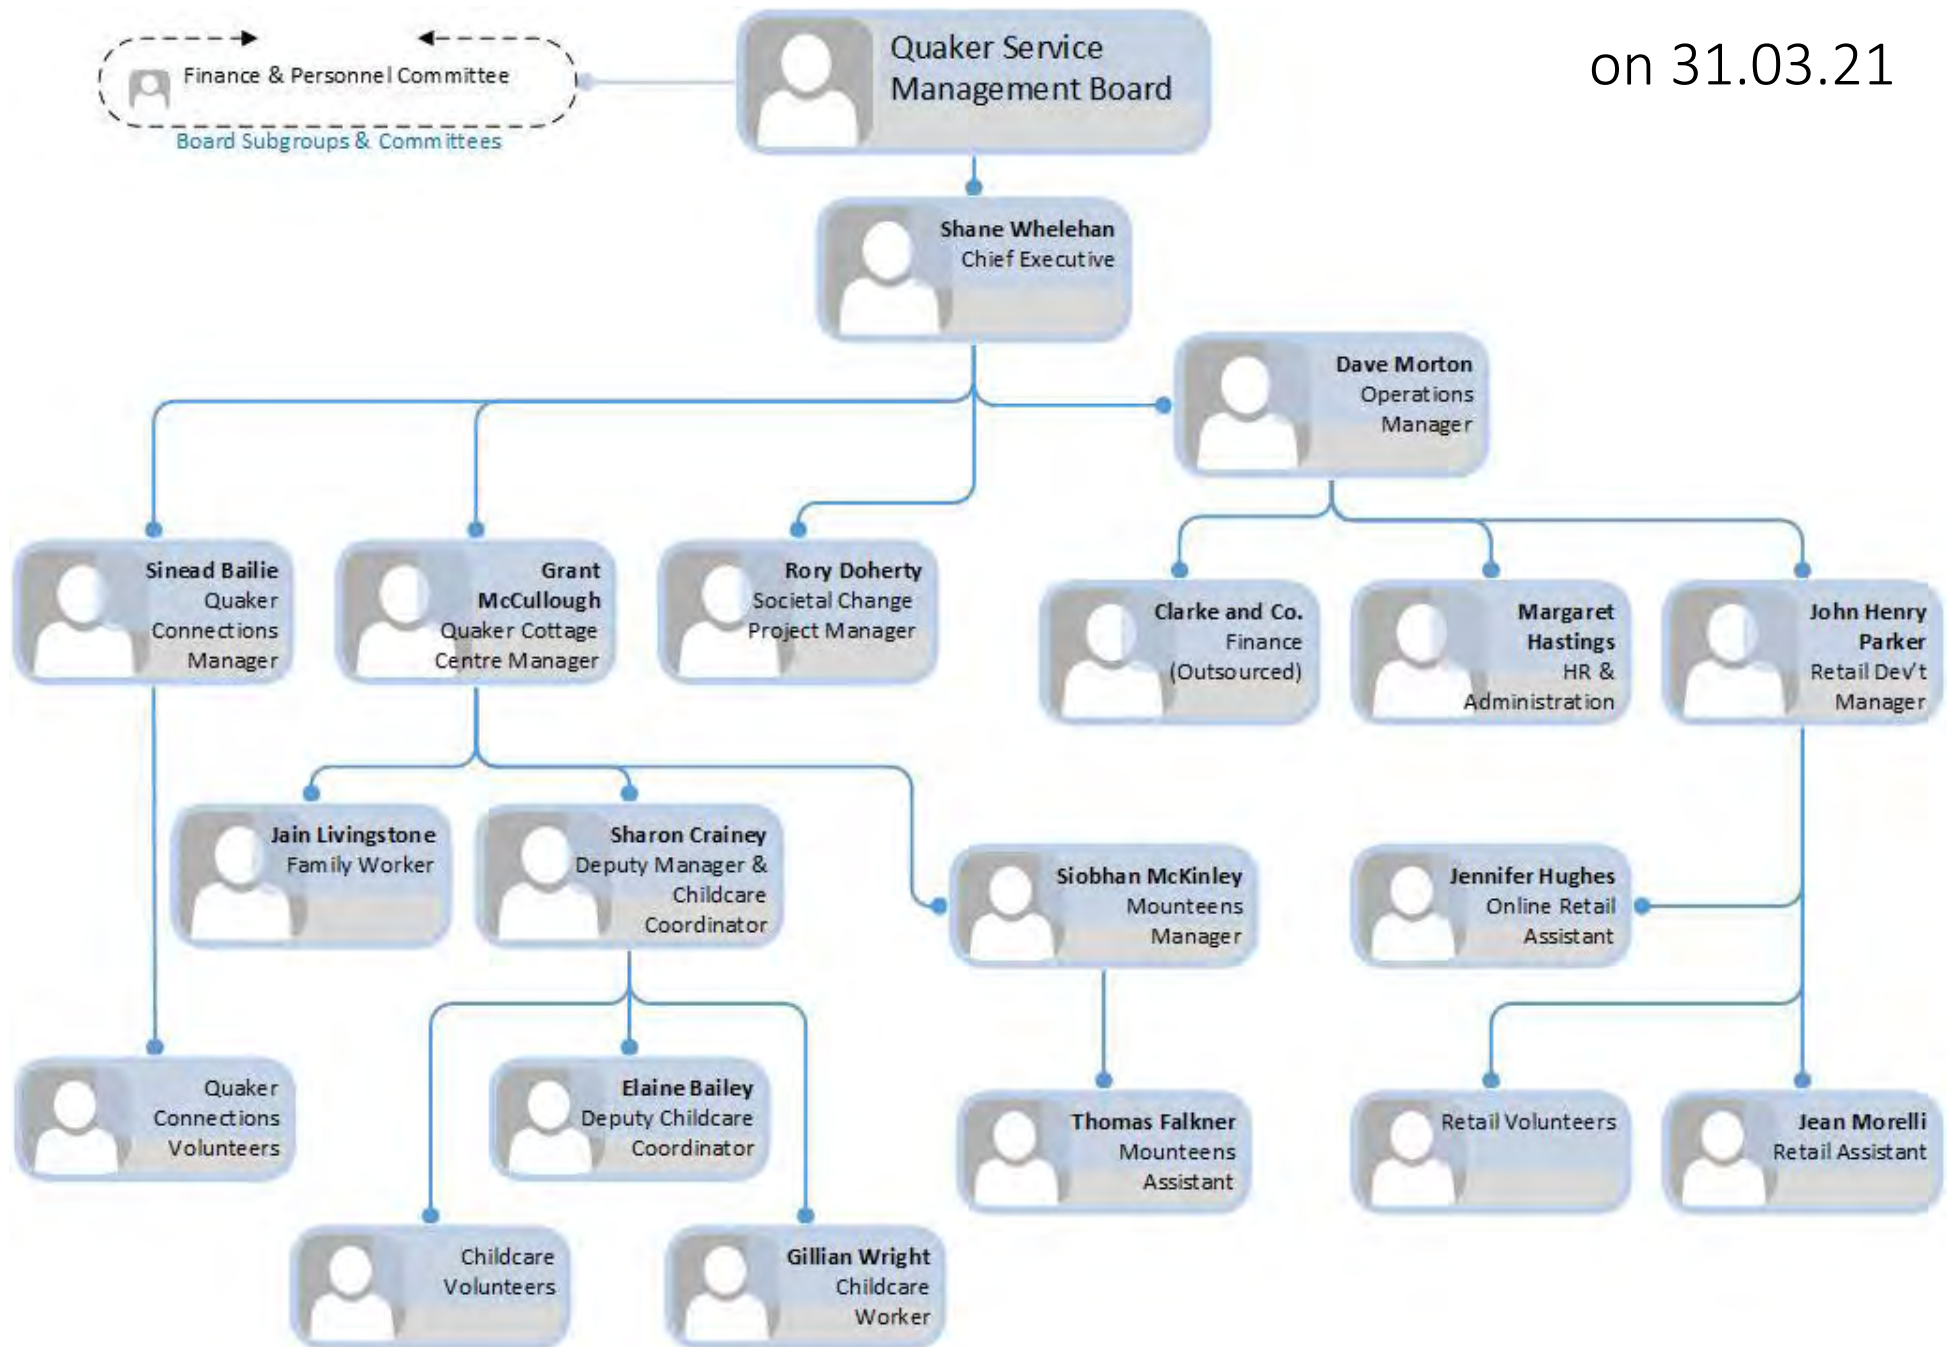 Finance & Personnel Committee
Board Subgroups & Committees
Quaker Service
Management Board
on 31.03.21
Shane Whelehan
Chief Executive
Dave Morton
Operations
Manager
Sinead Bailie
Quaker
Connections
Manager
Grant
McCullough
Quaker Cottage
Centre Manager
Rory Doherty
Societal Change
Project Manager
Clarke and Co.
Finance
(Outsourced)
Margaret
Hastings
HR &
Administration
John Henry
Parker
Retail Dev't
Manager
Jain Livingstone
Family Worker
Sharon Crainey
Deputy Manager &
Childcare
Coordinator
Siobhan McKinley
Mounteens
Manager
Jennifer Hughes
Online Retail
Assistant
Quaker
Connections
Volunteers
Elaine Bailey
Deputy Childcare
Coordinator
Thomas Falkner
Mounteens
Assistant
Retail Volunteers
Jean Morelli
Retail Assistant
Childcare
Volunteers
Gillian Wright
Childcare
Worker